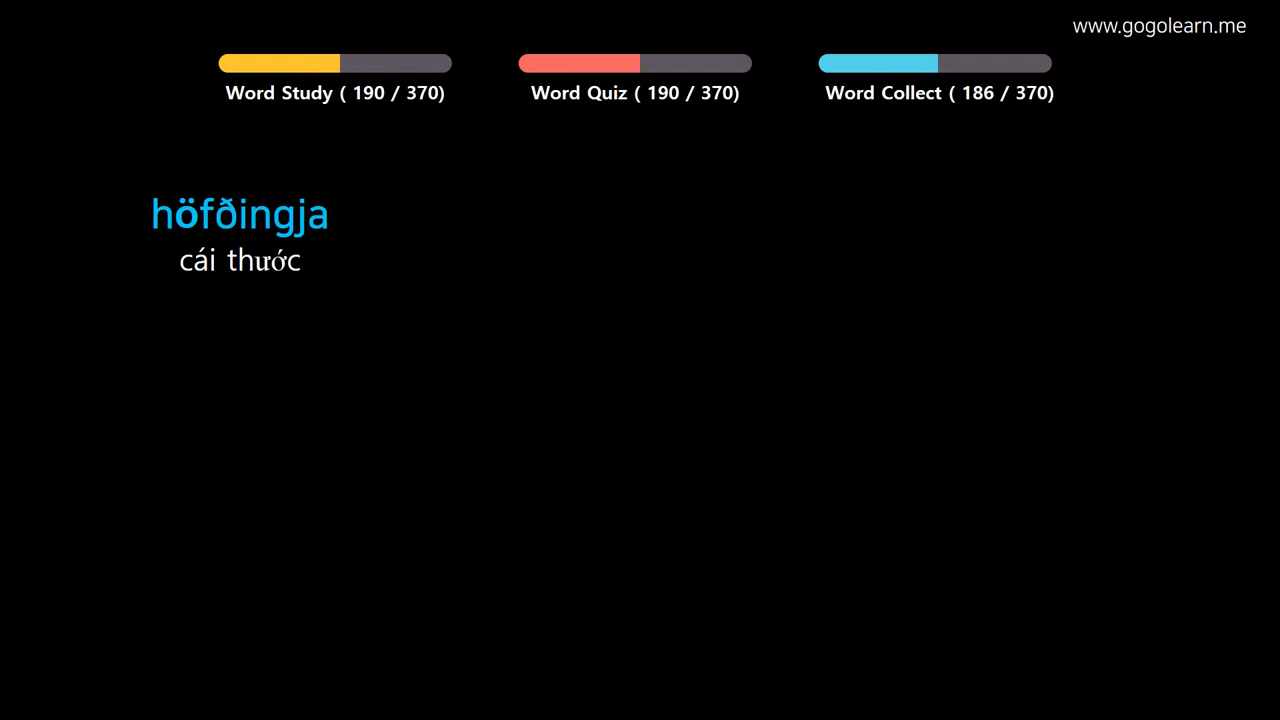 www.gogolearn.me
Word Study ( 190 / 370)
Word Quiz ( 190 / 370)
Word Collect ( 186 / 370)
höfðingja
cái thước